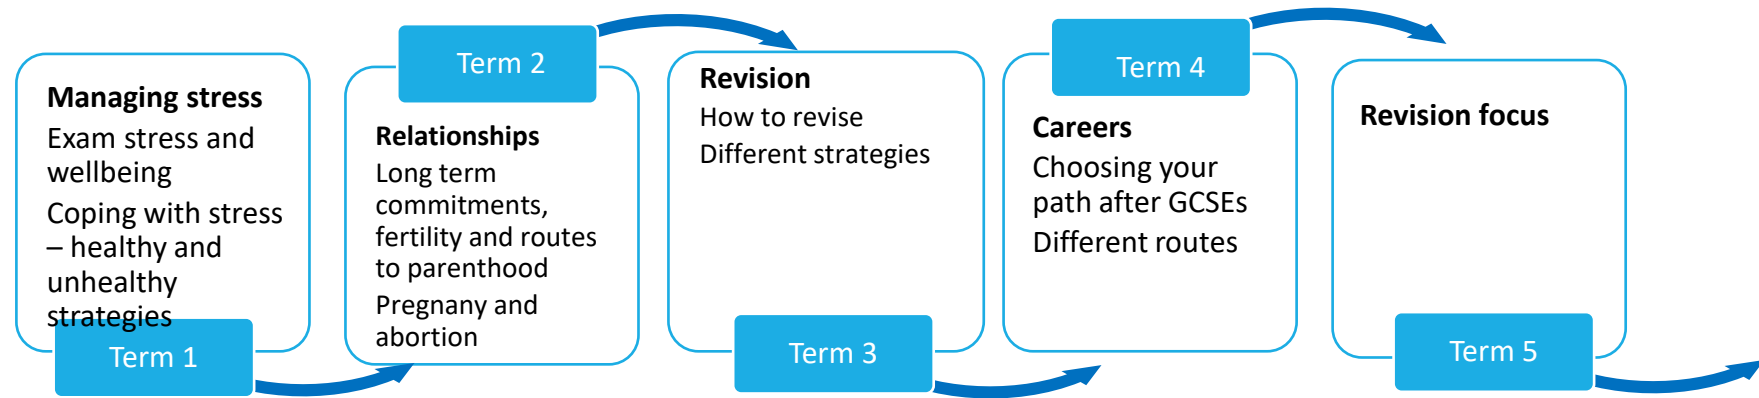 Managing stress
Exam stress and
wellbeing
Coping with stress
– healthy and
unhealthy
strategies
Term 1
Term 2
Relationships
Long term
commitments,
fertility and routes
to parenthood
Pregnany and
abortion
Revision
How to revise
Different strategies
Term 3
Term 4
Careers
Choosing your
path after GCSEs
Different routes
Revision focus
Term 5